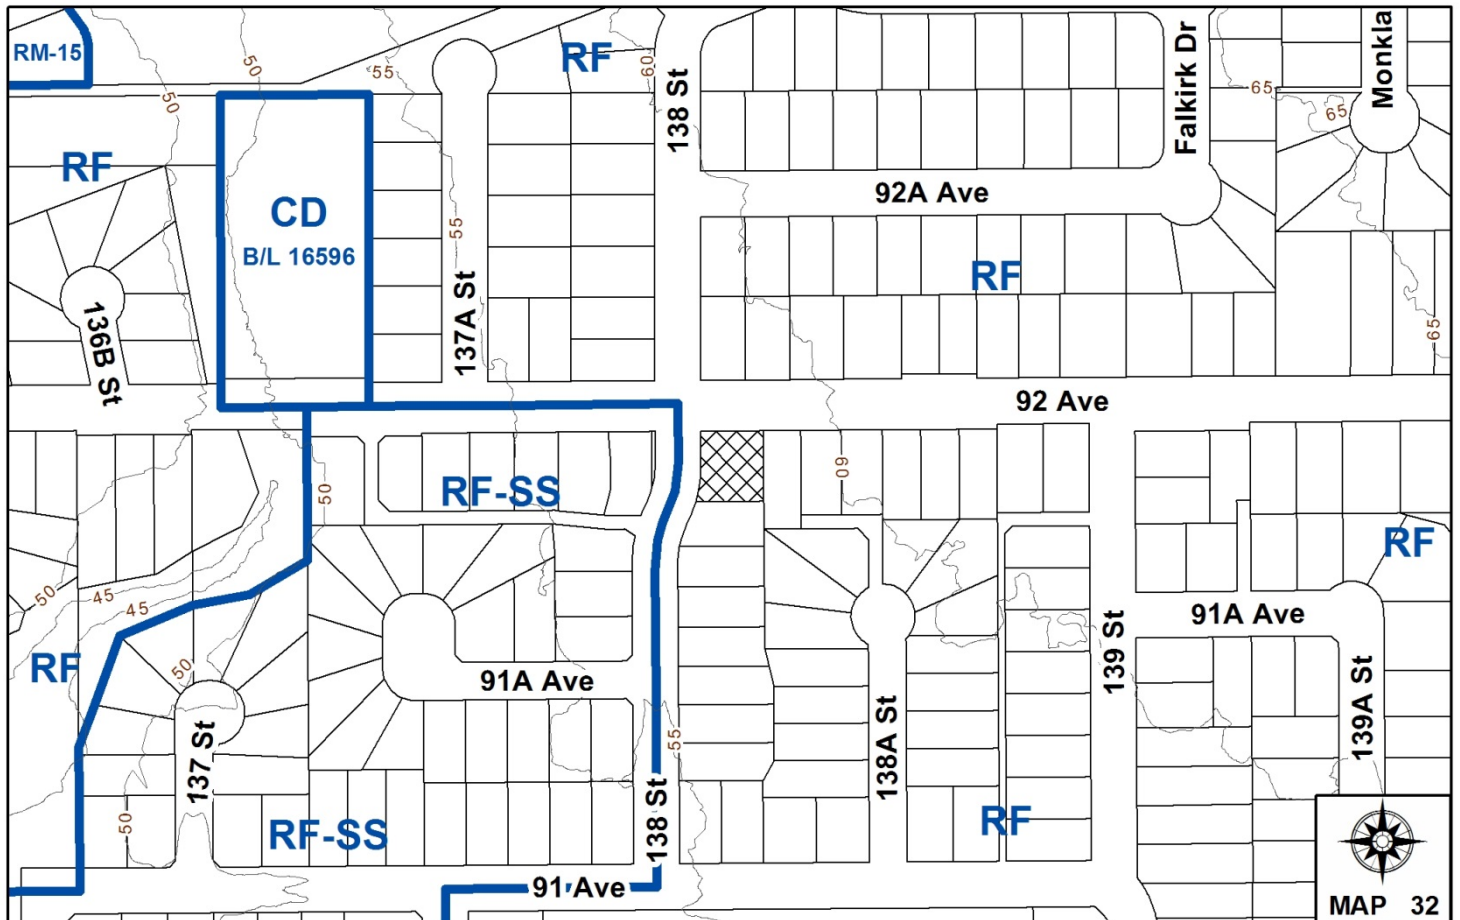 RM-15
50
55
RF
60
138 St
Falkirk Dr
Monkla
65
65
50
RF
CD
B/L 16596
92A Ave
55
RF
137A St
136B St
65
92 Ave
60
RF-SS
50
RF
50
45
45
91A Ave
139 St
RF
50
91A Ave
137 St
55
138A St
139A St
50
RF-SS
138 St
RF
91 Ave
MAP 32